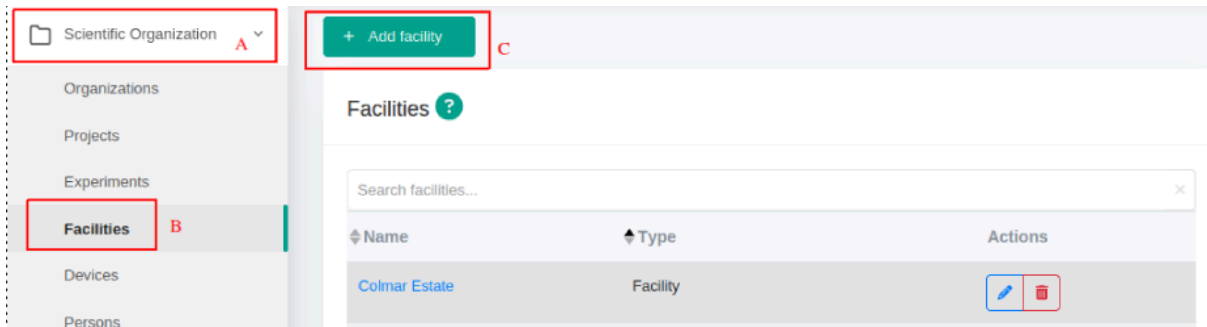 Scientific Organization
A
Organizations
Projects
Experiments
Facilities
B
Devices
Persons
+ Add facility
C
Facilities ?
Search facilities... ×
Name Type Actions
Colmar Estate Facility